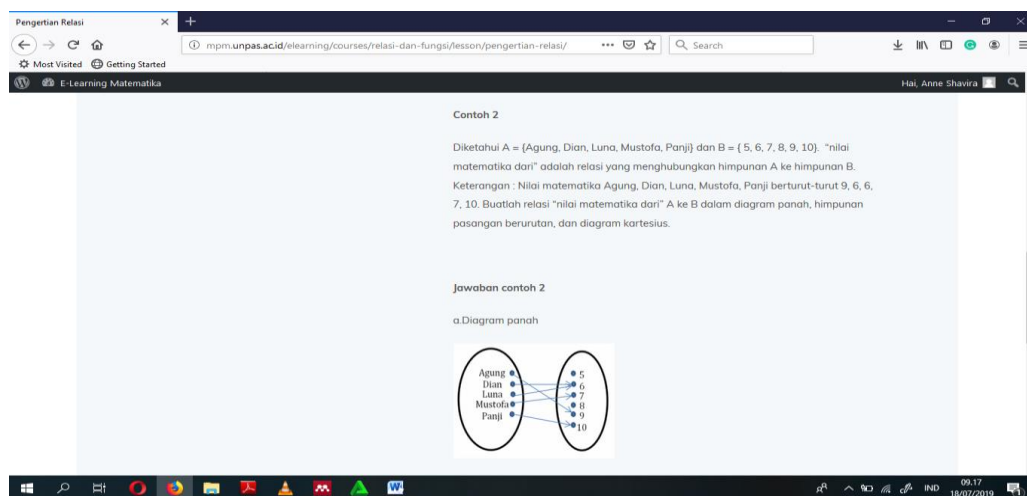 Pengertian Relasi
mpm.unpas.ac.id/elearning/courses/relasi-dan-fungsi/lesson/pengertian-relasi/
Search
Most Visited
Getting Started
E-Learning Matematika
Hai, Anne Shavira
Contoh 2
Diketahui A = {Agung, Dian, Luna, Mustofa, Panji} dan B = { 5, 6, 7, 8, 9, 10}. “nilai
matematika dari” adalah relasi yang menghubungkan himpunan A ke himpunan B.
Keterangan : Nilai matematika Agung, Dian, Luna, Mustofa, Panji berturut-turut 9, 6, 6,
7, 10. Buatlah relasi “nilai matematika dari” A ke B dalam diagram panah, himpunan
pasangan berurutan, dan diagram kartesius.
Jawaban contoh 2
a.Diagram panah
Agung
Dian
Luna
Mustofa
Panji
5
6
7
8
9
10
IND
09.17
18/07/2019